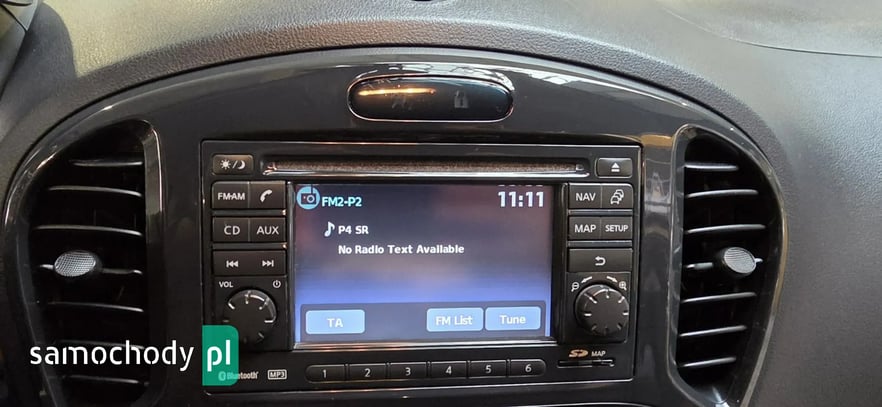 FM·AM
NAV
FM2-P2
11:11
CD AUX
MAP SETUP
P4 SR
No Radio Text Available
VOL
TA
FM List
Tune
samochody pl
Bluetooth
MP3
1 2 3 4 5 6
SD MAP